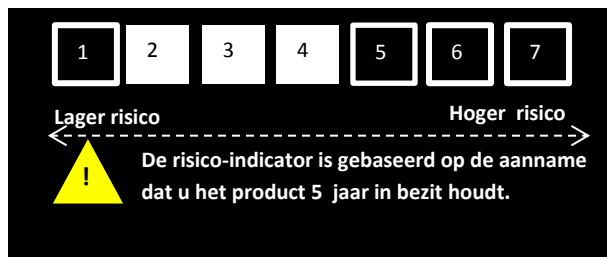 1 2 3 4 5 6 7
Lager risico Hoger risico
! De risico-indicator is gebaseerd op de aanname
dat u het product 5 jaar in bezit houdt.